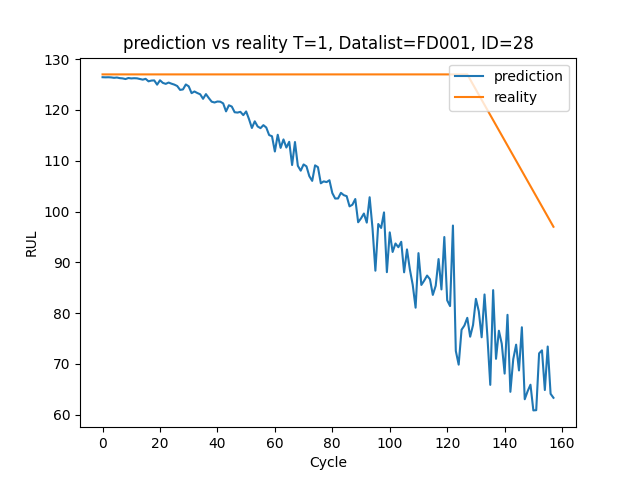 prediction vs reality T=1, Datalist=FD001, ID=28
prediction
reality
RUL
130
120
110
100
90
80
70
60
0 20 40 60 80 100 120 140 160
Cycle